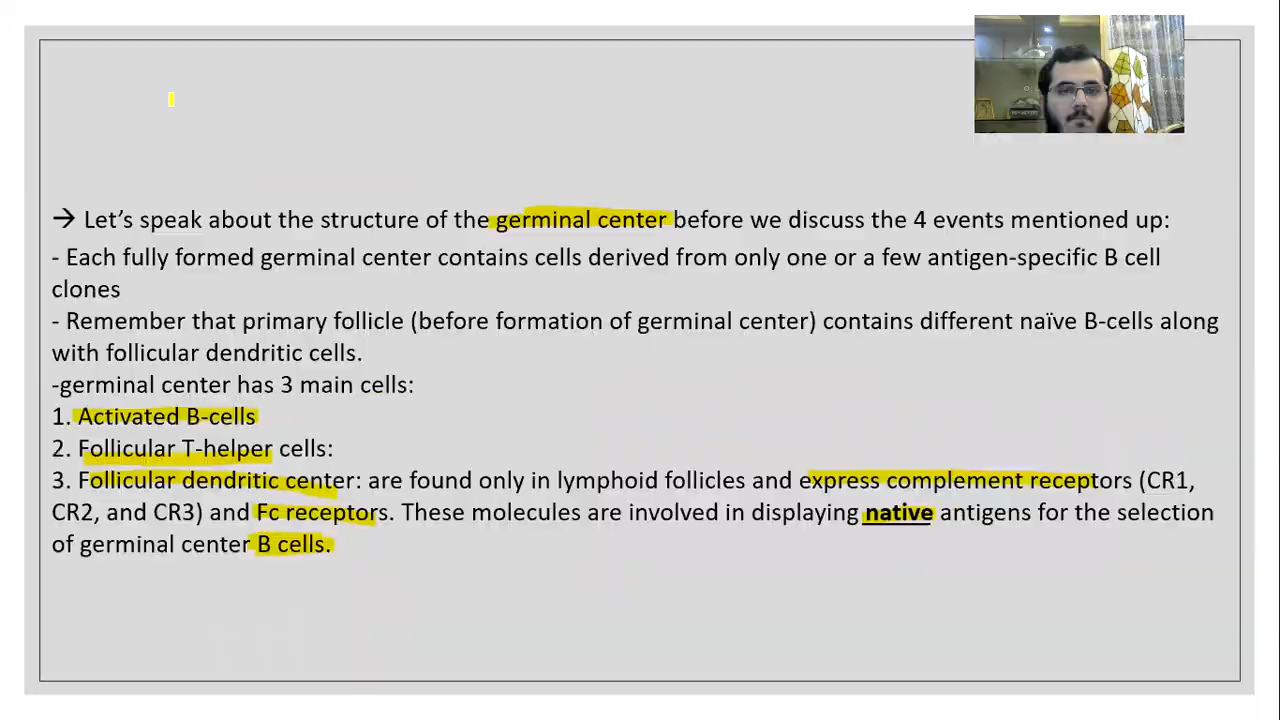 → Let’s speak about the structure of the germinal center before we discuss the 4 events mentioned up:
- Each fully formed germinal center contains cells derived from only one or a few antigen-specific B cell
clones
- Remember that primary follicle (before formation of germinal center) contains different naïve B-cells along
with follicular dendritic cells.
-germinal center has 3 main cells:
1. Activated B-cells
2. Follicular T-helper cells:
3. Follicular dendritic center: are found only in lymphoid follicles and express complement receptors (CR1,
CR2, and CR3) and Fc receptors. These molecules are involved in displaying native antigens for the selection
of germinal center B cells.